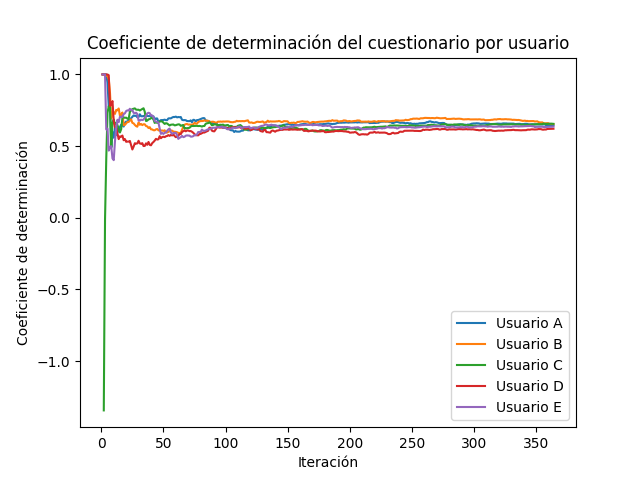 Coeficiente de determinación del cuestionario por usuario
Coeficiente de determinación
1.0
0.5
0.0
−0.5
−1.0
Usuario A
Usuario B
Usuario C
Usuario D
Usuario E
0 50 100 150 200 250 300 350
Iteración